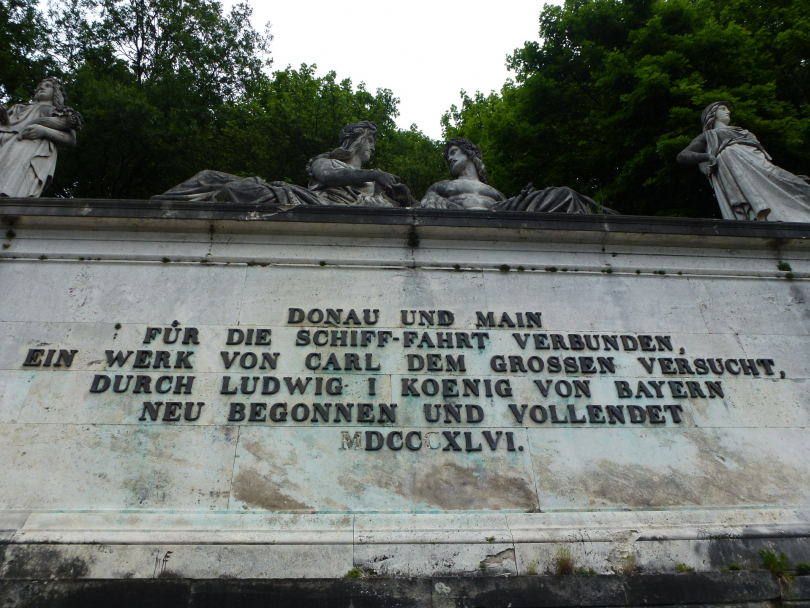 DONAU UND MAIN
FÜR DIE SCHIFF-FAHRT VERBUNDEN,
EIN WERK VON CARL DEM GROSSEN VERSUCHT,
DURCH LUDWIG I KOENIG VON BAYERN
NEU BEGONNEN UND VOLLENDET
MDCCCXLVI.